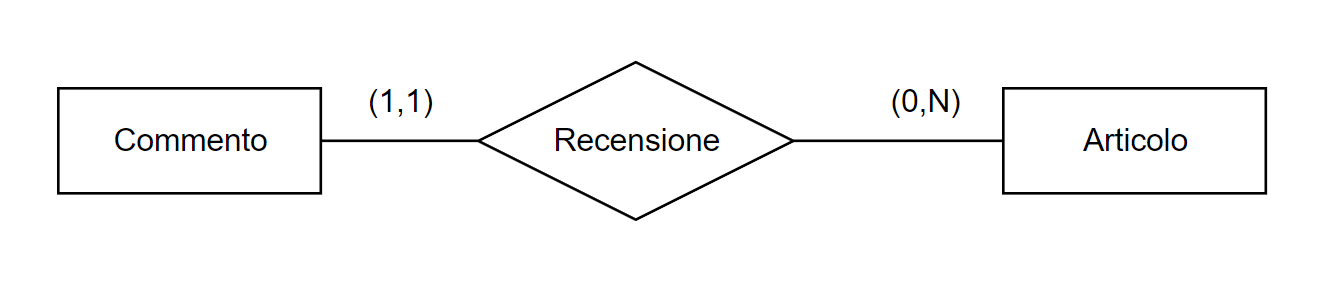 (1,1)
(0,N)
Commento
Recensione
Articolo